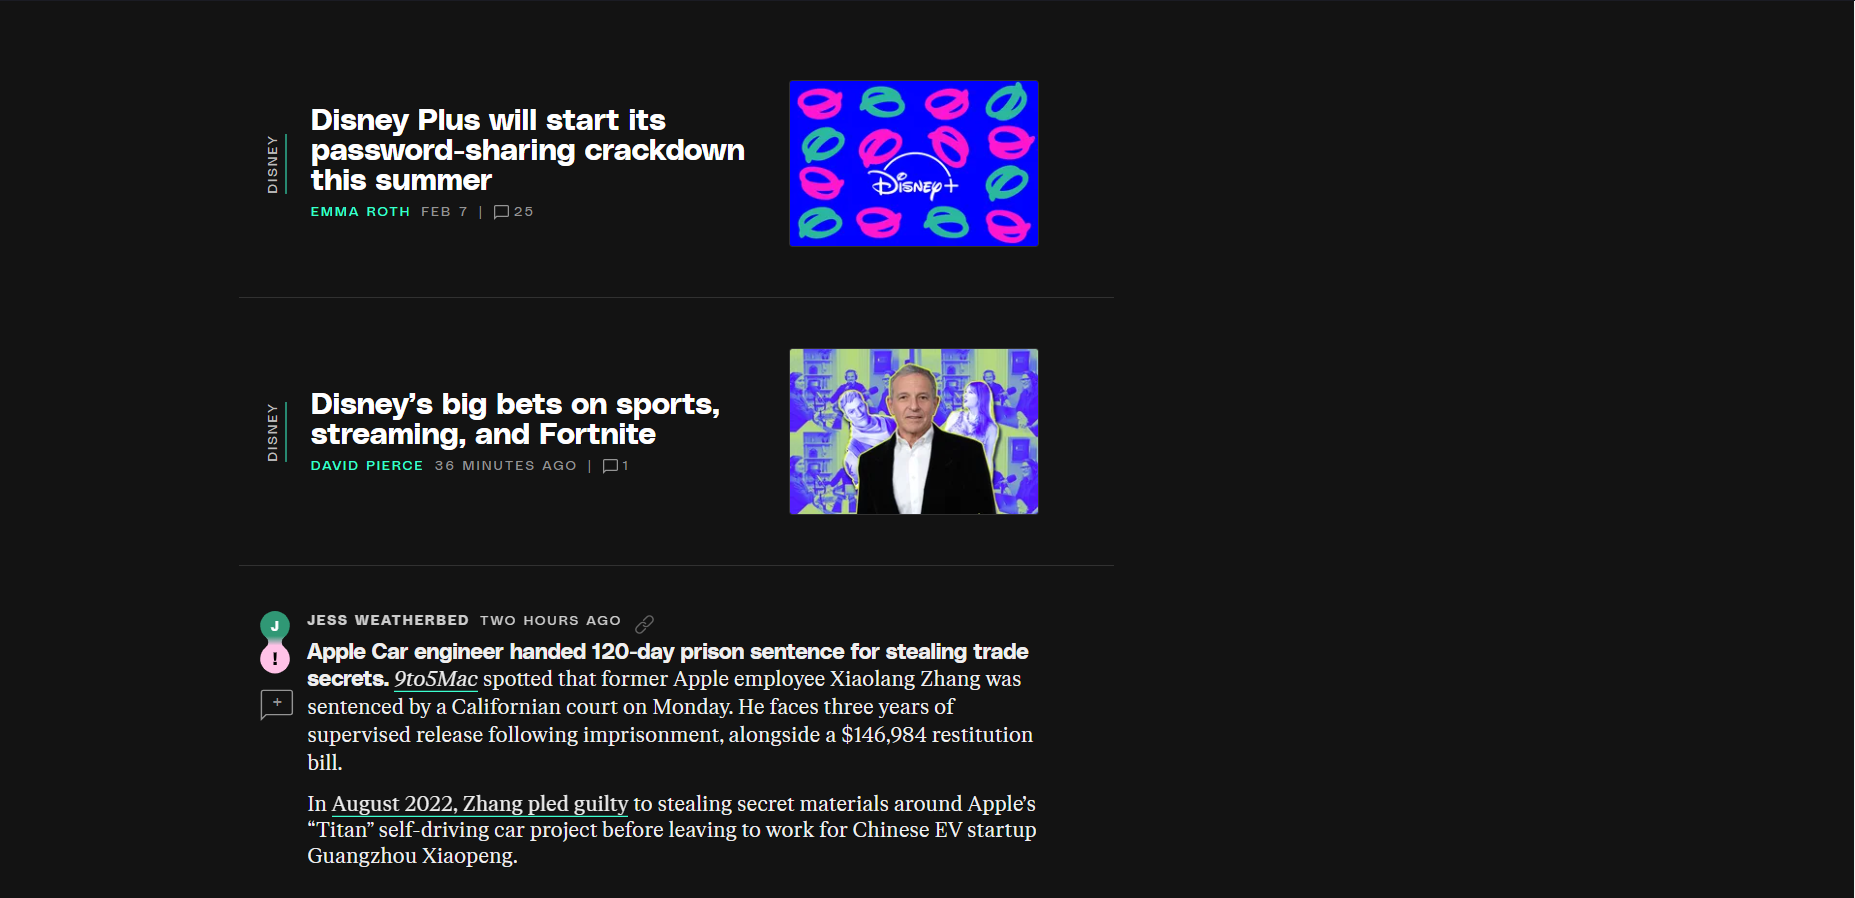 DISNEY
Disney Plus will start its
password-sharing crackdown
this summer
EMMA ROTH FEB 7 | 25
Disney+
DISNEY
Disney’s big bets on sports,
streaming, and Fortnite
DAVID PIERCE 36 MINUTES AGO | 1
J
JESS WEATHERBED TWO HOURS AGO
!
Apple Car engineer handed 120-day prison sentence for stealing trade
secrets. 9to5Mac spotted that former Apple employee Xiaolang Zhang was
sentenced by a Californian court on Monday. He faces three years of
supervised release following imprisonment, alongside a $146,984 restitution
bill.
In August 2022, Zhang pled guilty to stealing secret materials around Apple’s
“Titan” self-driving car project before leaving to work for Chinese EV startup
Guangzhou Xiaopeng.